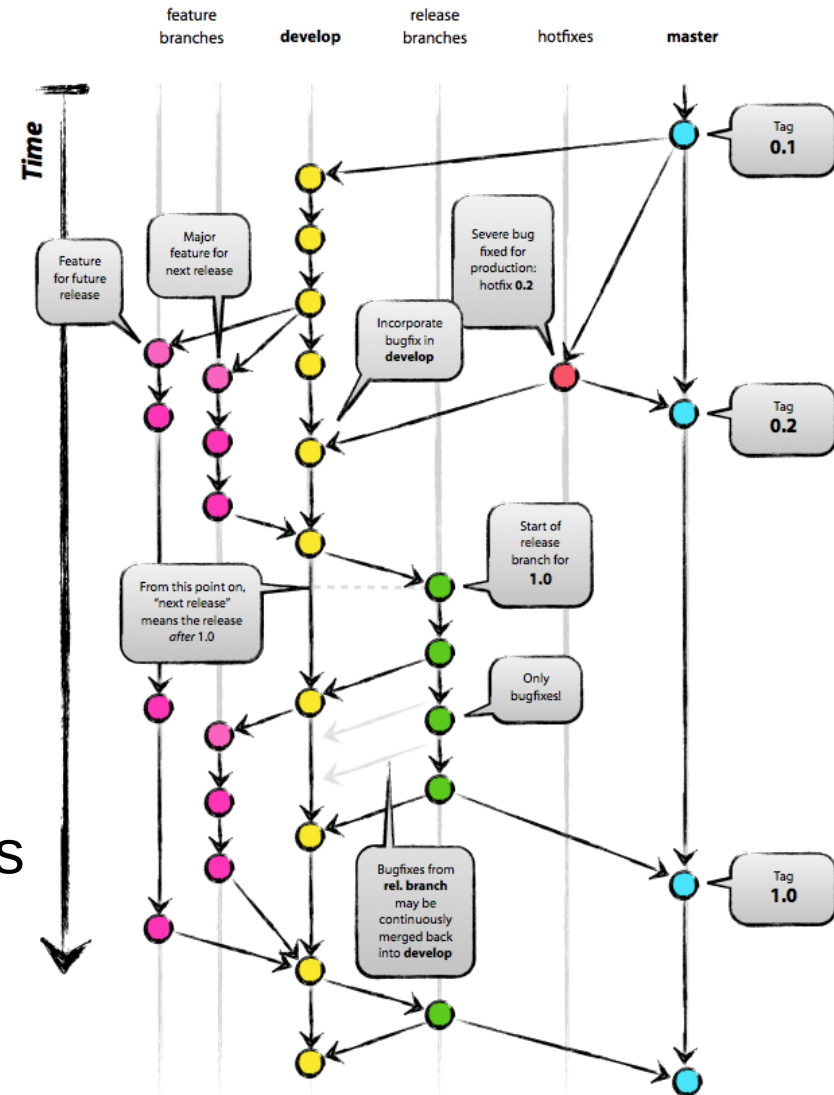 feature
branches
develop
release
branches
hotfixes
master
Time
Tag
0.1
Feature
for future
release
Major
feature for
next release
Severe bug
fixed for
production:
hotfix 0.2
Incorporate
bugfix in
develop
Tag
0.2
Start of
release
branch for
1.0
From this point on,
“next release”
means the release
after 1.0
Only
bugfixes!
s
Bugfixes from
rel. branch
may be
continuously
merged back
into develop
Tag
1.0